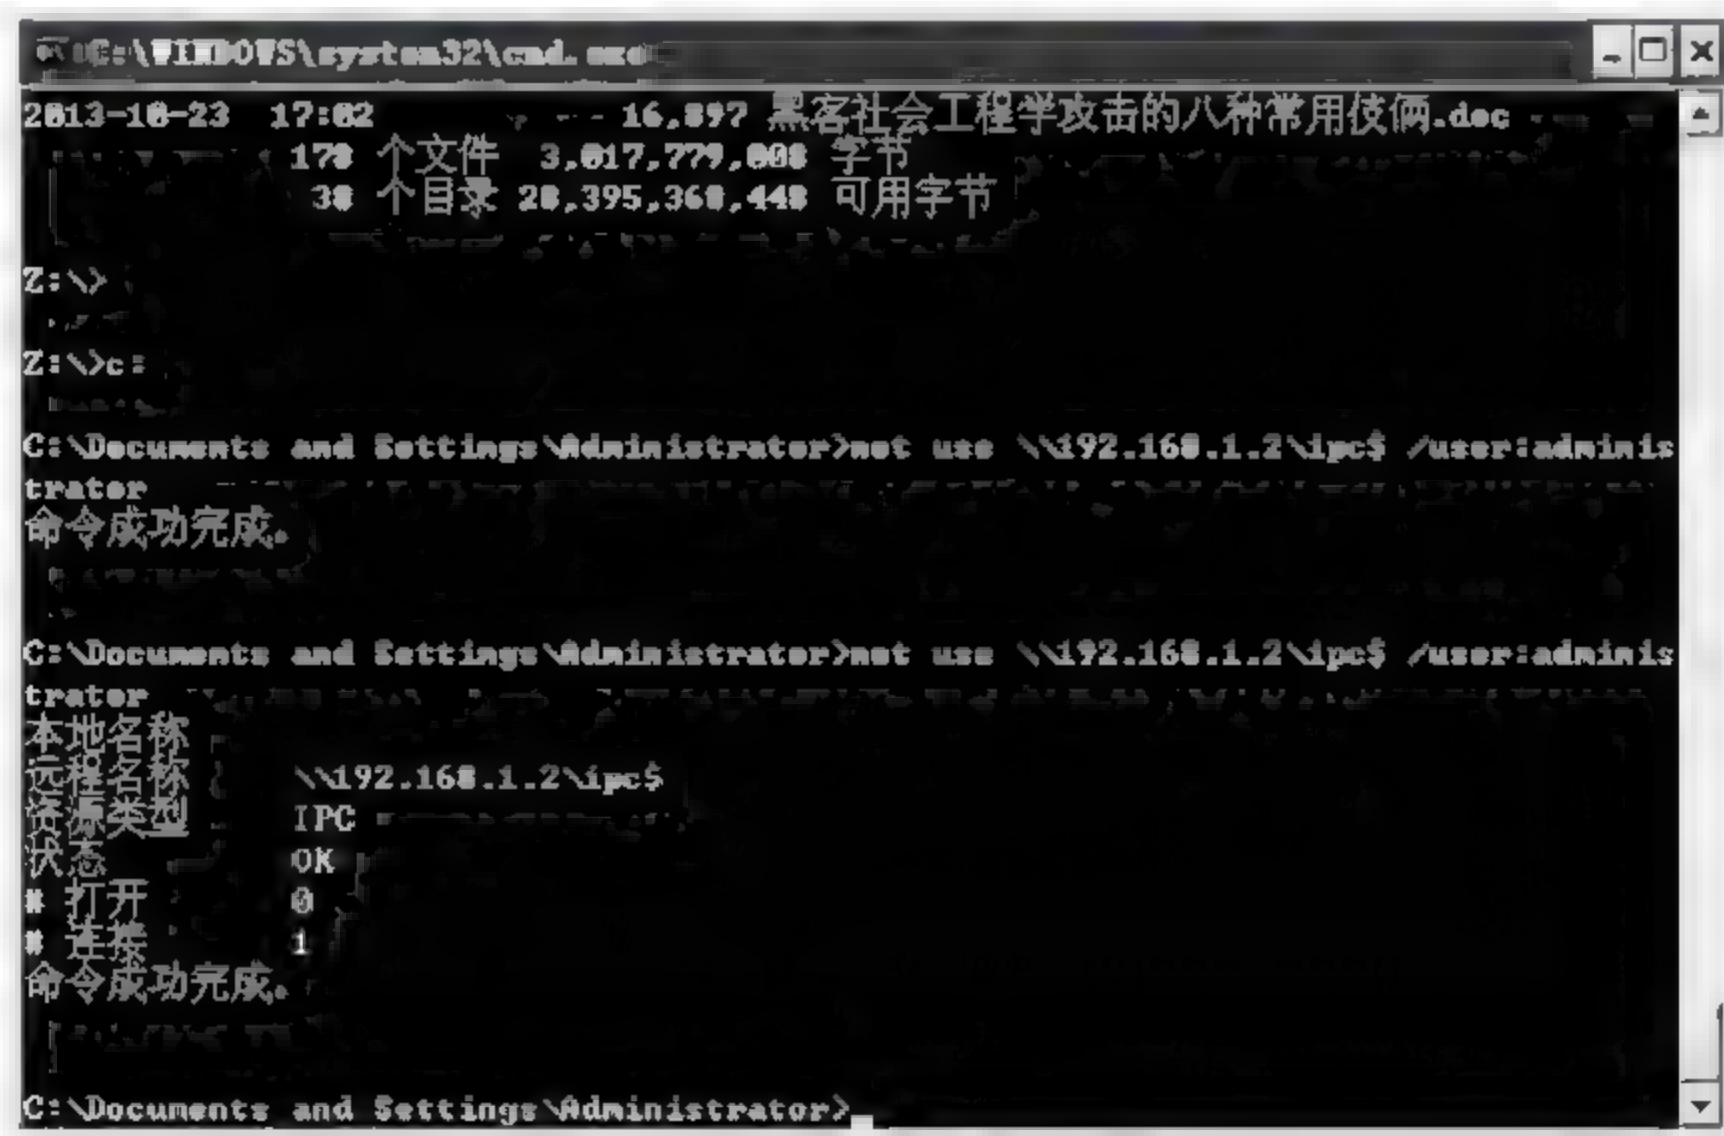 C:\WINDOWS\system32\cmd.exe
2013-10-23 17:02 16,897 黑客社会工程学攻击的八种常用伎俩.doc
170 个文件 3,017,779,008 字节
30 个目录 20,395,360,448 可用字节
Z:\>
Z:\>c:
C:\Documents and Settings\Administrator>net use \\192.168.1.2\ipc$ /user:adminis
trator
命令成功完成。
C:\Documents and Settings\Administrator>net use \\192.168.1.2\ipc$ /user:adminis
trator
本地名称
远程名称 \\192.168.1.2\ipc$
资源类型 IPC
状态 OK
# 打开 0
# 连接 1
命令成功完成。
C:\Documents and Settings\Administrator>